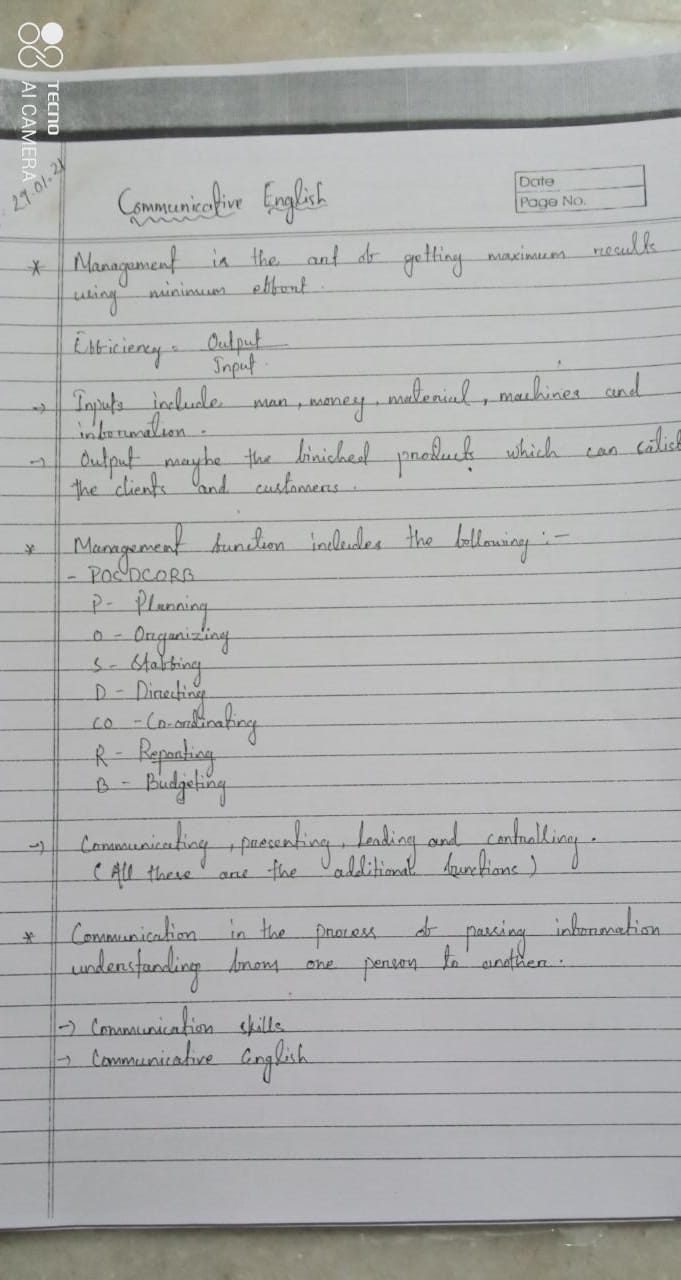 TECNO
AI CAMERA
29.01.21
Communicative English
Date
Page No.
* Management is the art of getting maximum results
using minimum effort.
Efficiency = Output
Input.
→ Inputs include man, money, material, machines and
information.
→ Output maybe the finished products which can satisf
the clients and customers.
* Management function includes the following :-
- POSDCORB
P - Planning
O - Organizing
S - Staffing
D - Directing
CO - Co-ordinating
R - Reporting
B - Budgeting
→ Communicating, presenting, Leading and controlling.
(All these are the additional functions)
* Communication is the process of passing information
understanding from one person to another.
→ Communication skills
→ Communicative English